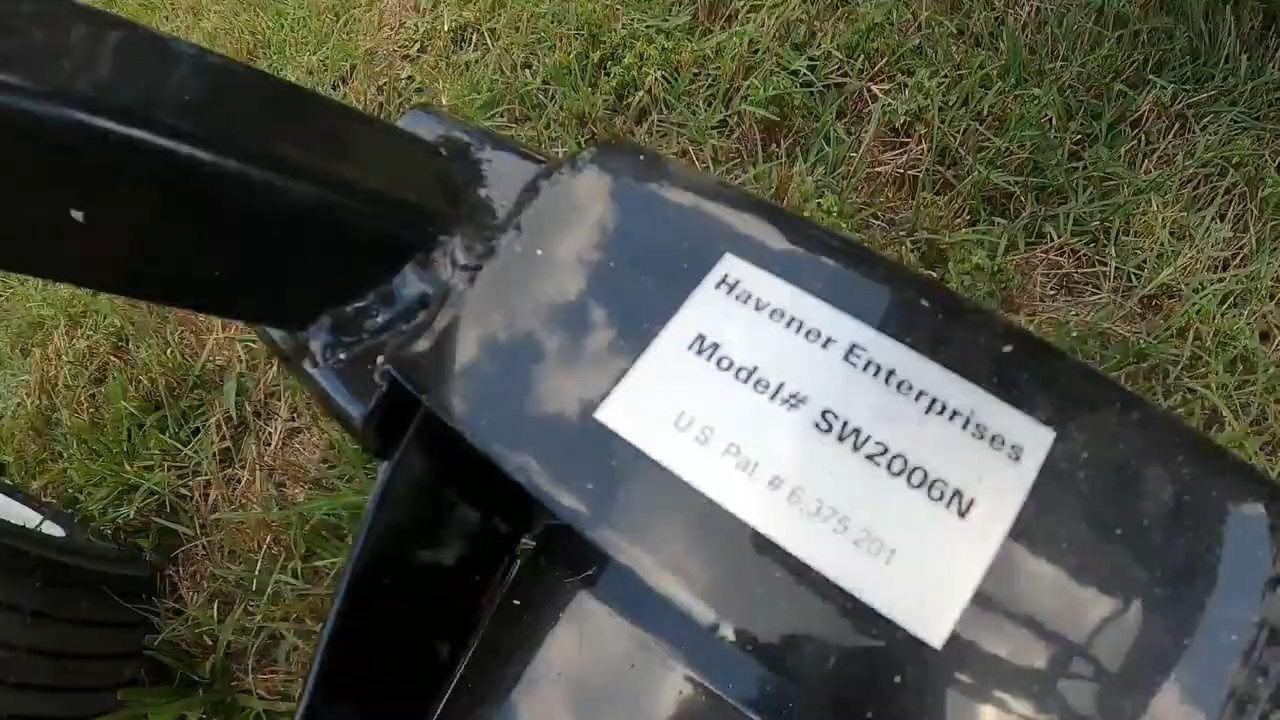 Havener Enterprises
Model# SW2006N
U.S. Pat. # 6,375,201